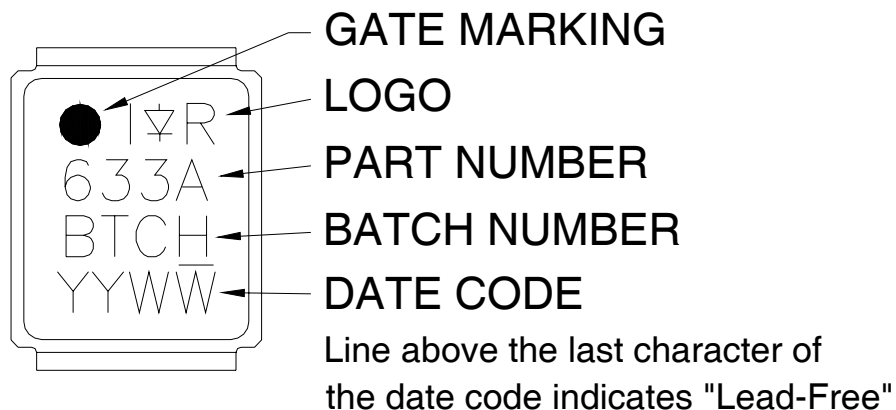 GATE MARKING
I R
LOGO
633A
PART NUMBER
BTCH
BATCH NUMBER
YYWW
DATE CODE
Line above the last character of
the date code indicates "Lead-Free"